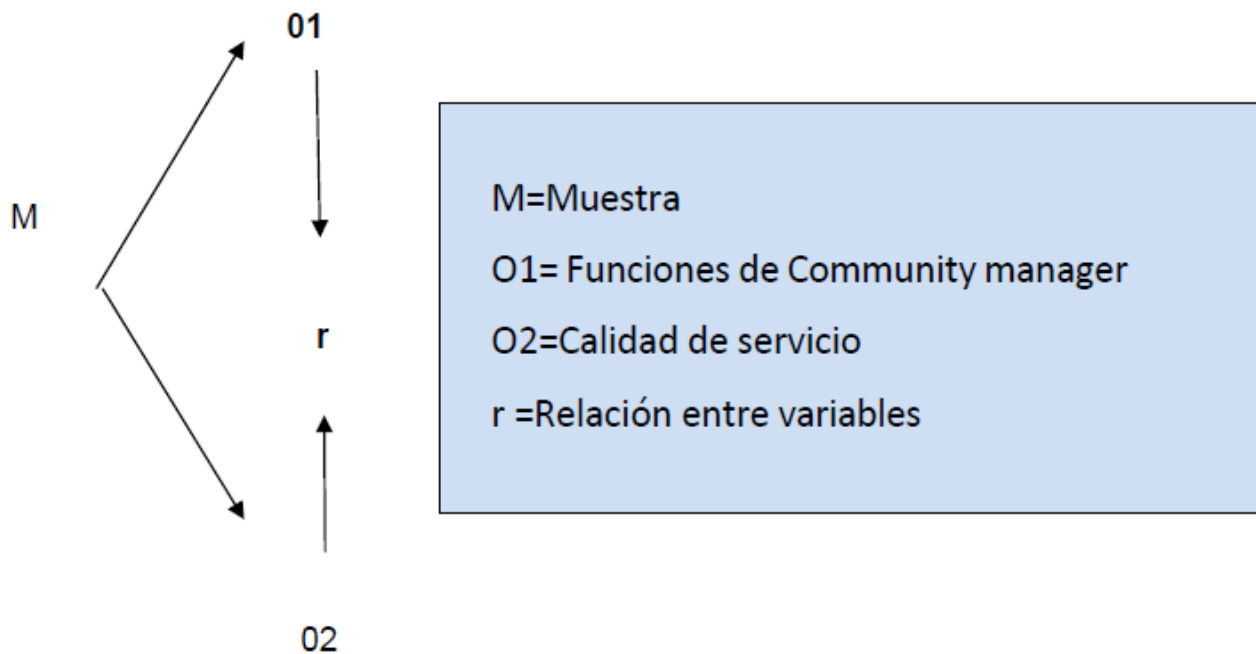 01
M
r
02
M=Muestra
O1= Funciones de Community manager
O2=Calidad de servicio
r =Relación entre variables